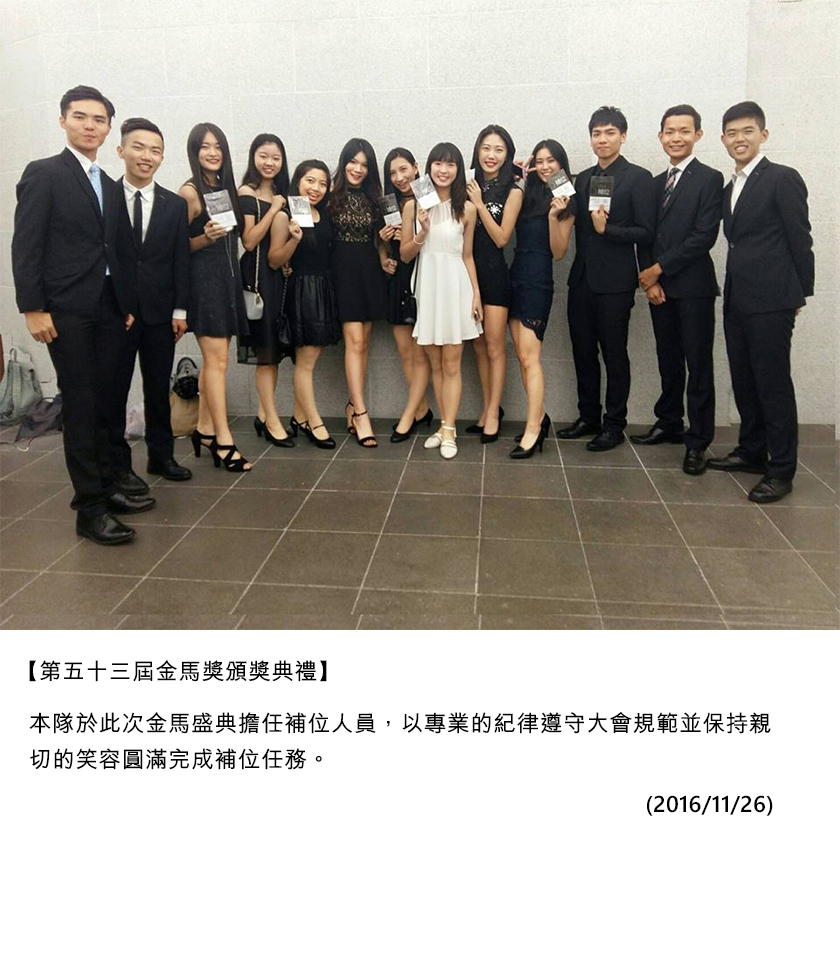 【第五十三屆金馬獎頒獎典禮】
本隊於此次金馬盛典擔任補位人員，以專業的紀律遵守大會規範並保持親
切的笑容圓滿完成補位任務。
(2016/11/26)